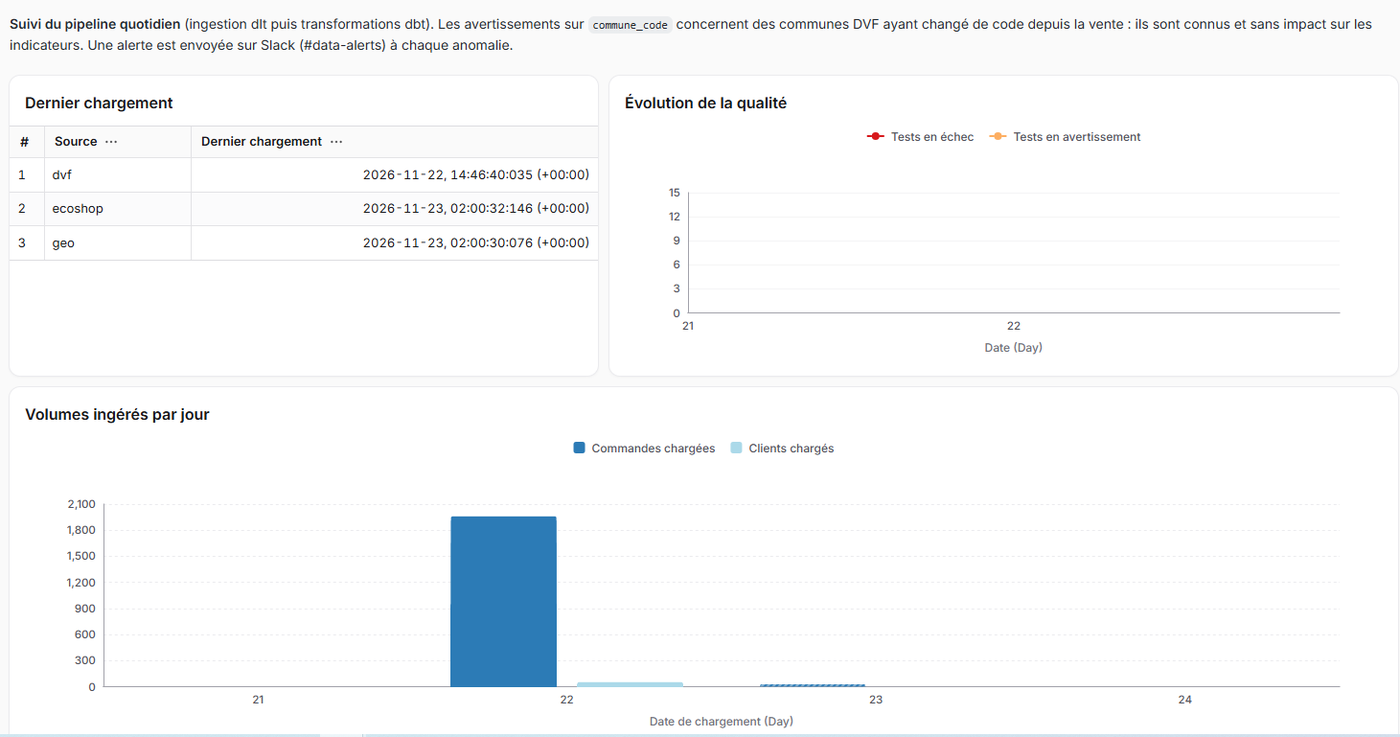 Suivi du pipeline quotidien (ingestion dlt puis transformations dbt). Les avertissements sur commune_code concernent des communes DVF ayant changé de code depuis la vente : ils sont connus et sans impact sur les
indicateurs. Une alerte est envoyée sur Slack (#data-alerts) à chaque anomalie.
Dernier chargement
# Source ··· Dernier chargement ···
1 dvf 2026-11-22, 14:46:40:035 (+00:00)
2 ecoshop 2026-11-23, 02:00:32:146 (+00:00)
3 geo 2026-11-23, 02:00:30:076 (+00:00)
Évolution de la qualité
Tests en échec Tests en avertissement
15
12
9
6
3
0
21 22
Date (Day)
Volumes ingérés par jour
Commandes chargées Clients chargés
2,100
1,800
1,500
1,200
900
600
300
0
21 22 23 24
Date de chargement (Day)